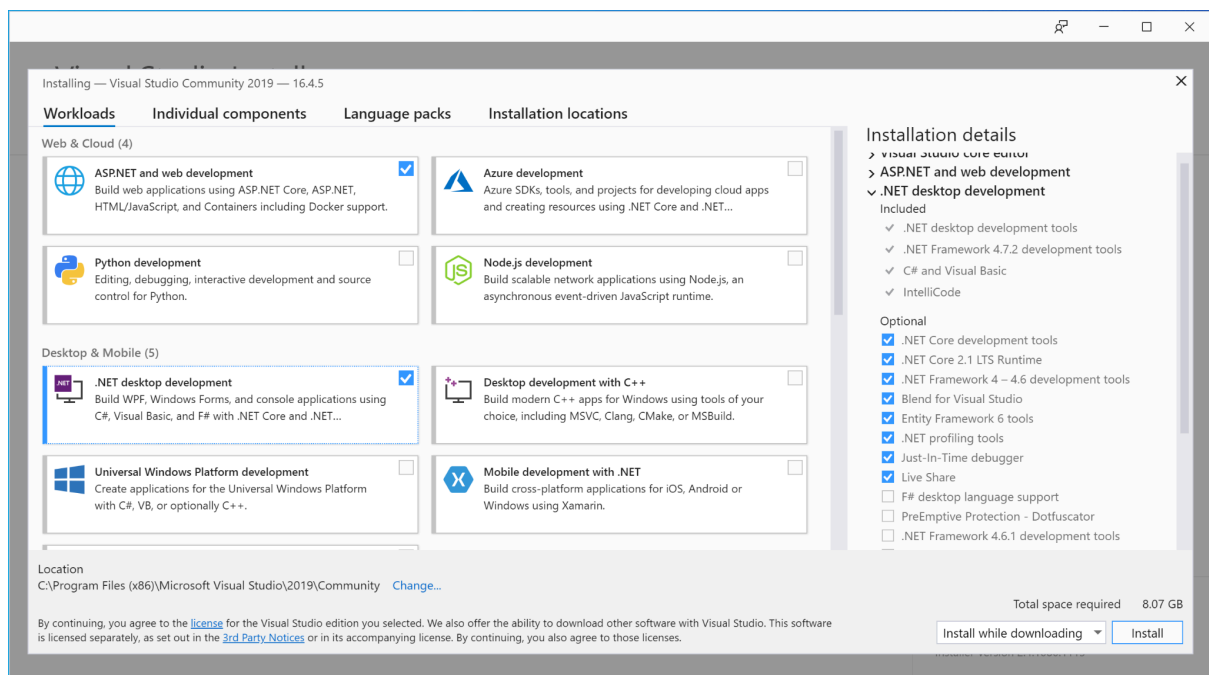 Installing — Visual Studio Community 2019 — 16.4.5
Workloads
Individual components
Language packs
Installation locations
Web & Cloud (4)
ASP.NET and web development
Build web applications using ASP.NET Core, ASP.NET,
HTML/JavaScript, and Containers including Docker support.
Azure development
Azure SDKs, tools, and projects for developing cloud apps
and creating resources using .NET Core and .NET...
Python development
Editing, debugging, interactive development and source
control for Python.
JS
Node.js development
Build scalable network applications using Node.js, an
asynchronous event-driven JavaScript runtime.
Desktop & Mobile (5)
.NET
.NET desktop development
Build WPF, Windows Forms, and console applications using
C#, Visual Basic, and F# with .NET Core and .NET...
Desktop development with C++
Build modern C++ apps for Windows using tools of your
choice, including MSVC, Clang, CMake, or MSBuild.
Universal Windows Platform development
Create applications for the Universal Windows Platform
with C#, VB, or optionally C++.
Mobile development with .NET
Build cross-platform applications for iOS, Android or
Windows using Xamarin.
Installation details
Visual Studio core editor
ASP.NET and web development
.NET desktop development
Included
.NET desktop development tools
.NET Framework 4.7.2 development tools
C# and Visual Basic
IntelliCode
Optional
.NET Core development tools
.NET Core 2.1 LTS Runtime
.NET Framework 4 – 4.6 development tools
Blend for Visual Studio
Entity Framework 6 tools
.NET profiling tools
Just-In-Time debugger
Live Share
F# desktop language support
PreEmptive Protection - Dotfuscator
.NET Framework 4.6.1 development tools
Location
C:\Program Files (x86)\Microsoft Visual Studio\2019\Community Change...
Total space required 8.07 GB
By continuing, you agree to the license for the Visual Studio edition you selected. We also offer the ability to download other software with Visual Studio. This software
is licensed separately, as set out in the 3rd Party Notices or in its accompanying license. By continuing, you also agree to those licenses.
Install while downloading
Install